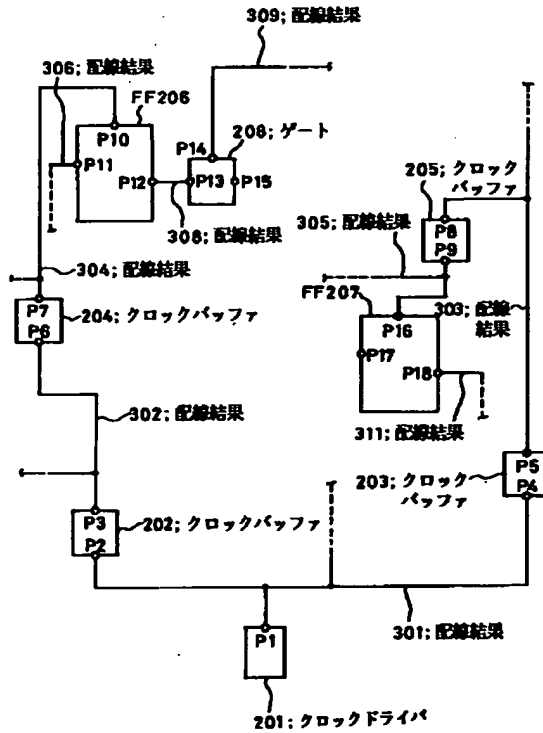 309;配線結果
306;配線結果
FF206
P10
P11
P12
P14
208;ゲート
P13
P15
308;配線結果
205;クロック
バッファ
P8
P9
305;配線結果
304;配線結果
FF207
P7
P6
204;クロックバッファ
P16
303;配線
結果
P17
P18
302;配線結果
311;配線結果
203;クロック
バッファ
P5
P4
P3
P2
202;クロックバッファ
P1
301;配線結果
201;クロックドライバ